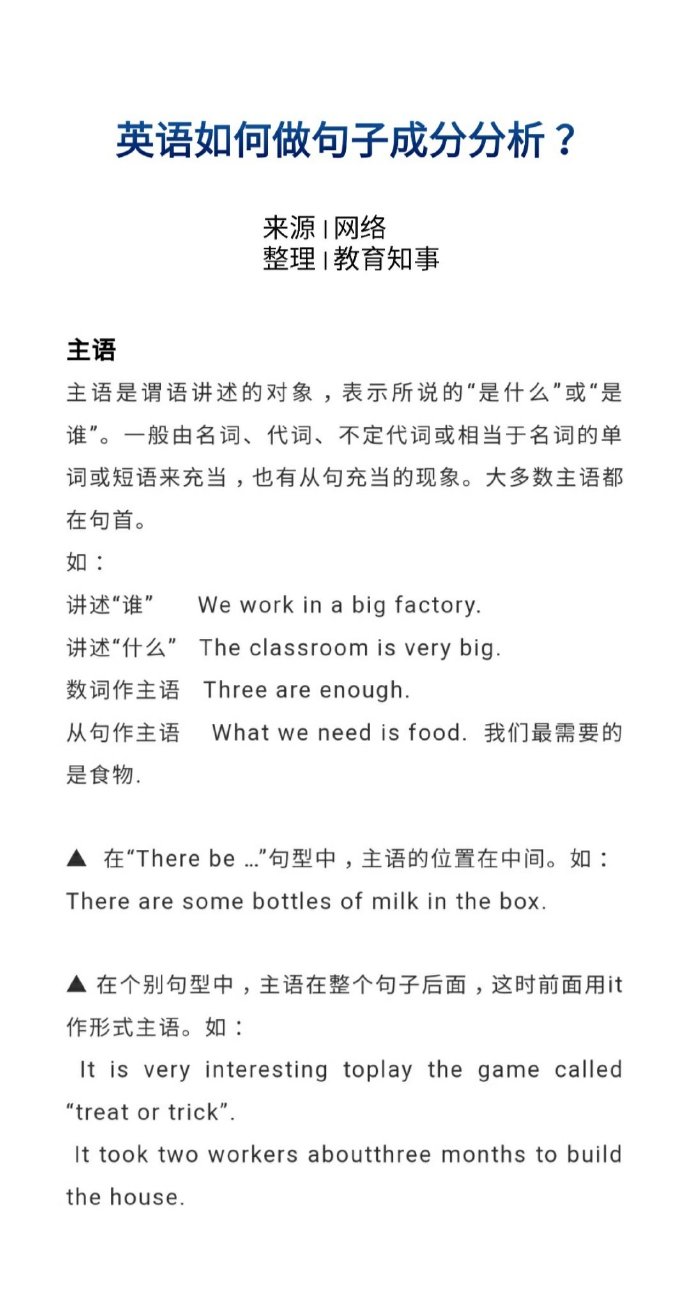 英语如何做句子成分分析？
来源 | 网络
整理 | 教育知事
主语
主语是谓语讲述的对象，表示所说的“是什么”或“是
谁”。一般由名词、代词、不定代词或相当于名词的单
词或短语来充当，也有从句充当的现象。大多数主语都
在句首。
如：
讲述“谁” We work in a big factory.
讲述“什么” The classroom is very big.
数词作主语 Three are enough.
从句作主语 What we need is food. 我们最需要的
是食物.
▲ 在“There be ...”句型中，主语的位置在中间。如：
There are some bottles of milk in the box.
▲ 在个别句型中，主语在整个句子后面，这时前面用it
作形式主语。如：
It is very interesting toplay the game called
“treat or trick”.
It took two workers aboutthree months to build
the house.